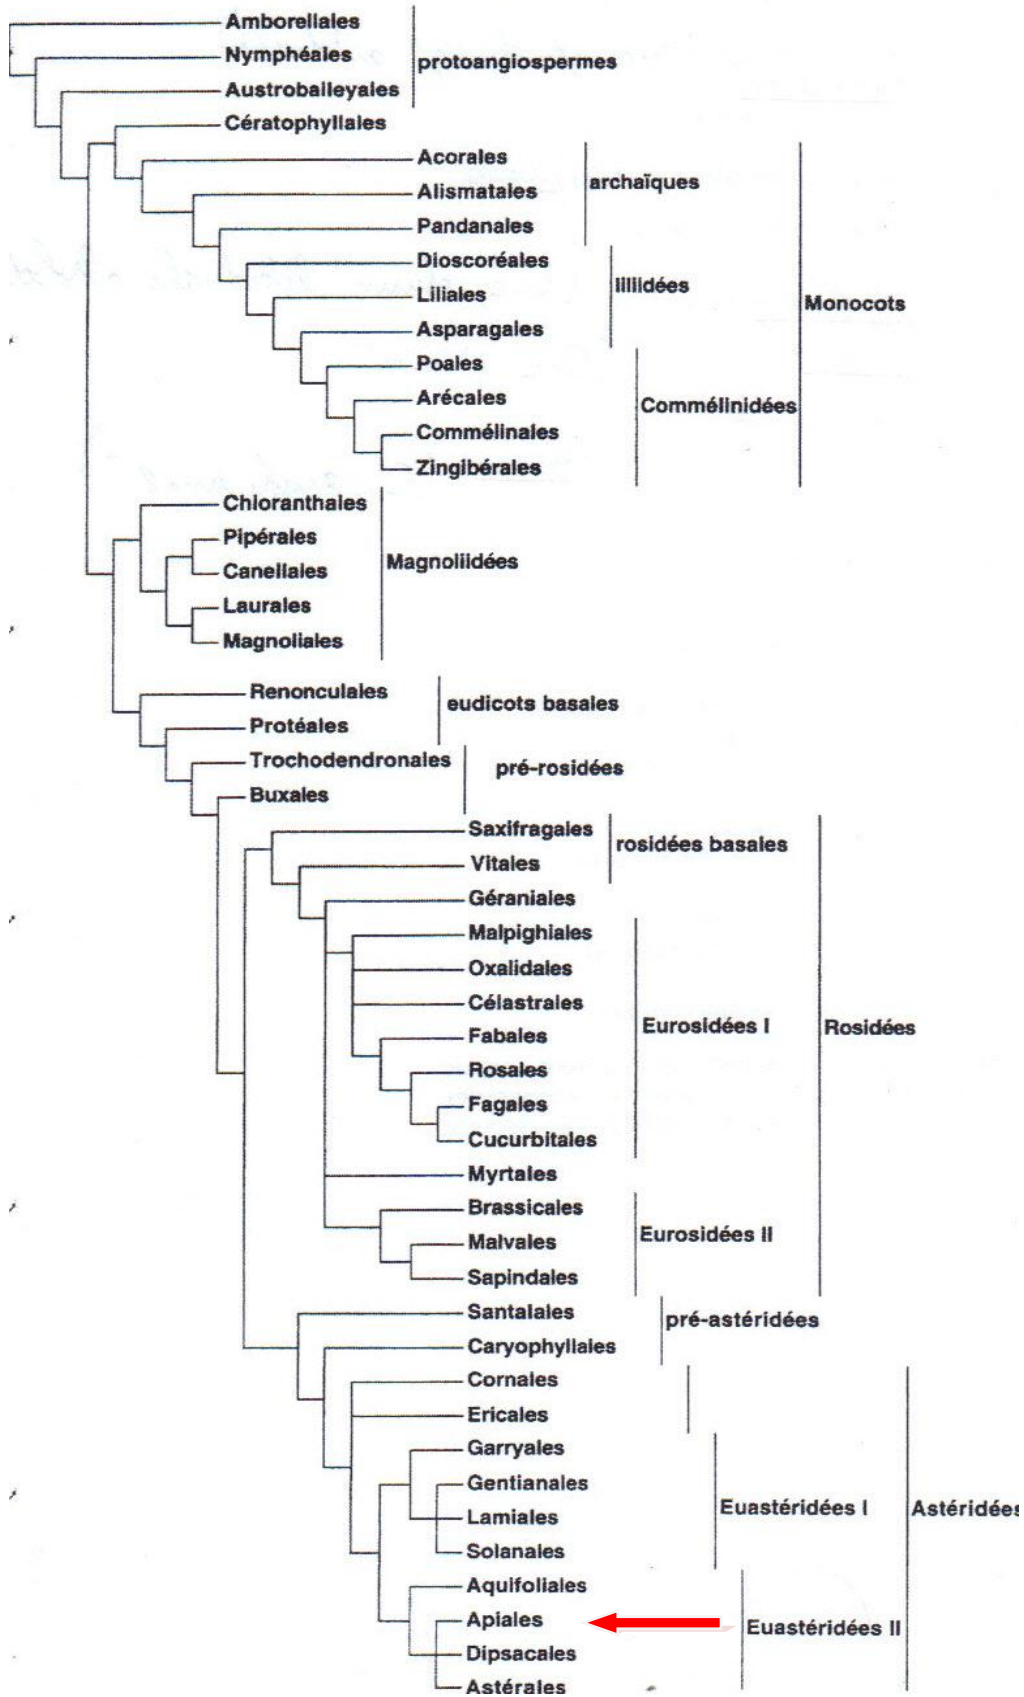 Amborellales
Nymphéales
protoangiospermes
Austrobaileyales
Cératophyllales
Acorales
archaïques
Alismatales
Pandanales
Dioscoréales
lillidées
Liliales
Monocots
Asparagales
Poales
Arécales
Commélinidées
Commélinales
Zingibérales
Chloranthales
Pipérales
Magnoliidées
Canellales
Laurales
Magnoliales
Renonculales
eudicots basales
Protéales
Trochodendronales
pré-rosidées
Buxales
Saxifragales
rosidées basales
Vitales
Géraniales
Malpighiales
Oxalidales
Célastrales
Eurosidées I
Rosidées
Fabales
Rosales
Fagales
Cucurbitales
Myrtales
Brassicales
Eurosidées II
Malvales
Sapindales
Santalales
pré-astéridées
Caryophyllales
Cornales
Ericales
Garryales
Gentianales
Euastéridées I
Astéridées
Lamiales
Solanales
Aquifoliales
Apiales
Euastéridées II
Dipsacales
Astérales